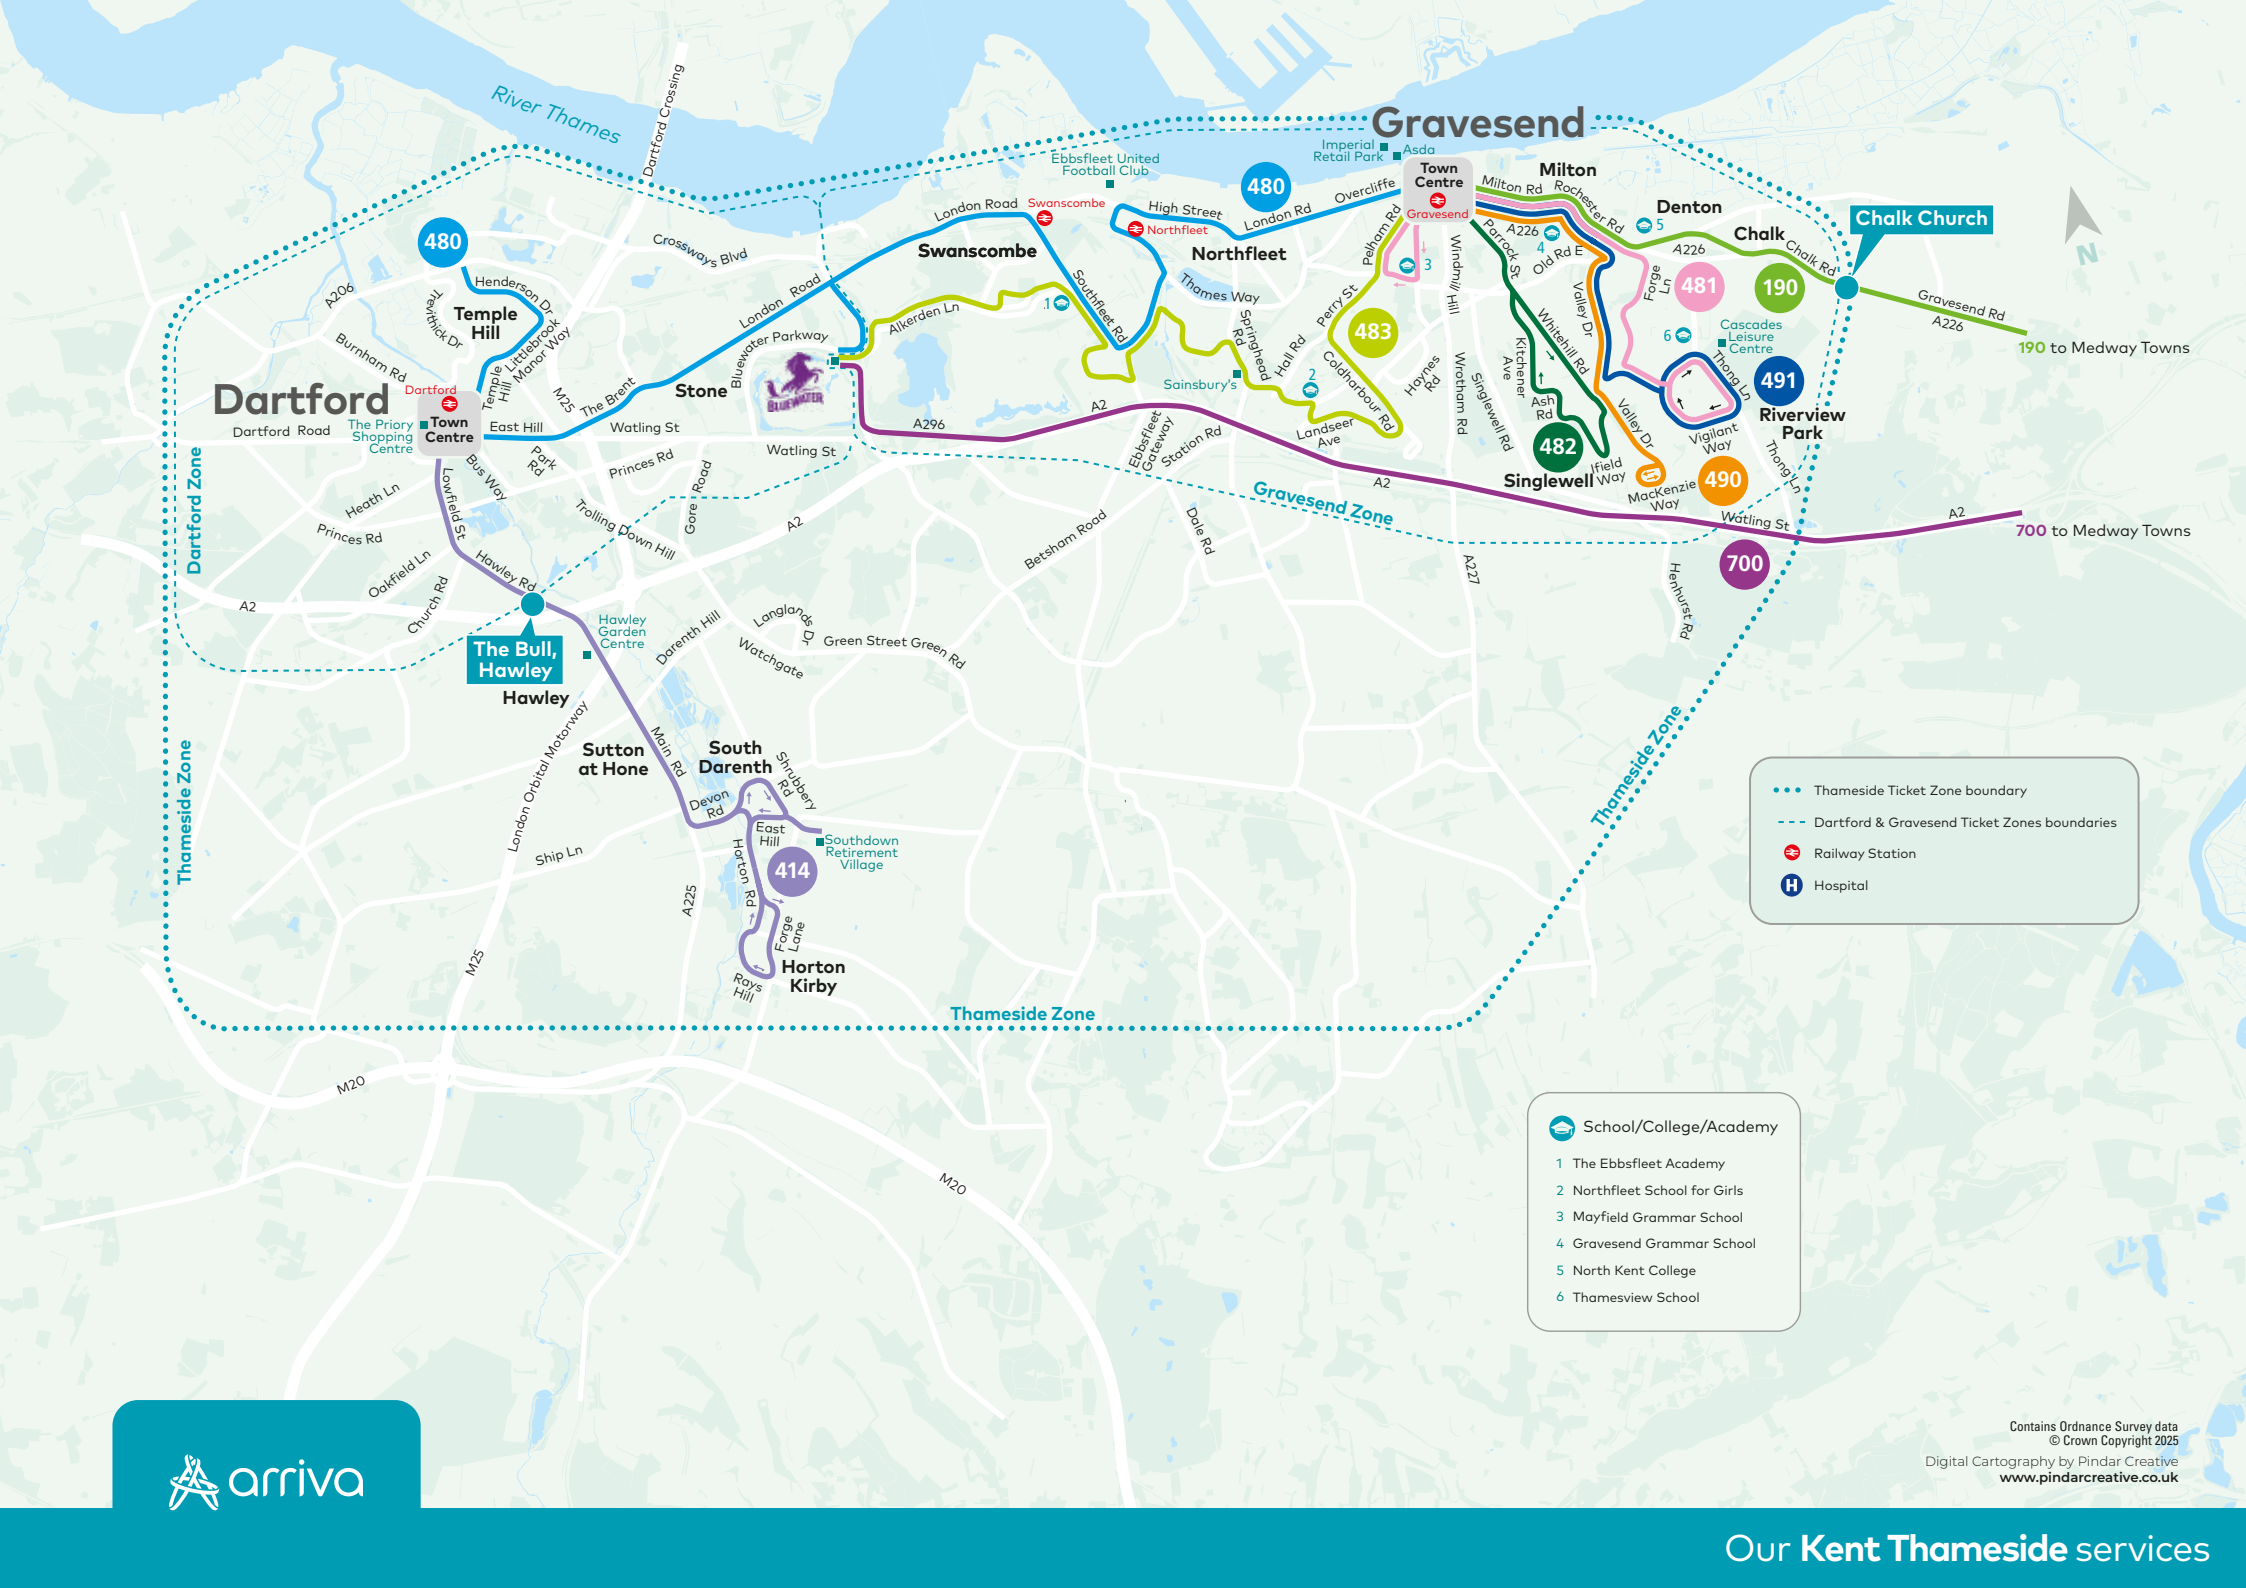 River Thames
Dartford Crossing
Gravesend
Imperial
Retail Park
Asda
Ebbsfleet United
Football Club
480
Town
Centre
Gravesend
Overcliffe
Milton
Milton Rd
Rochester Rd
Denton
5
Chalk Church
Chalk
Chalk Rd
A226
A226
4
Old Rd E
London Road
Swanscombe
Swanscombe
High Street
Northfleet
London Rd
Northfleet
Pelham Rd
3
Windmill Hill
Parrock St
Forge
Ln
481
190
Gravesend Rd
A226
190 to Medway Towns
N
480
A206
Henderson Dr
Crossways Blvd
Temple
Hill
Trevithick Dr
Littlebrook
Manor Way
Burnham Rd
London Road
Bluewater Parkway
BLUEWATER
Alkerden Ln
1
Southfleet Rd
Thames Way
Springhead
Rd
Hall Rd
Perry St
483
Coldharbour Rd
Haynes
Rd
Wrotham Rd
Singlewell Rd
Kitchener
Ave
Whitehill Rd
Valley Dr
6
Cascades
Leisure
Centre
Thong Ln
491
Riverview
Park
Dartford
Dartford
Town
Centre
The Priory
Shopping
Centre
Dartford Road
Temple
Hill
M25
The Brent
Stone
East Hill
Watling St
Watling St
Park
Rd
Princes Rd
Gore Road
Bus Way
Lowfield St
Heath Ln
Princes Rd
Oakfield Ln
Church Rd
Hawley Rd
Trolling Down Hill
A2
A2
A296
A2
Sainsbury's
2
Ebbsfleet
Gateway
Station Rd
Landseer
Ave
Ash
Rd
482
Singlewell
Ifield
Way
Valley Dr
MacKenzie
Way
490
Vigilant
Way
Thong Ln
A2
Gravesend Zone
Watling St
A2
700 to Medway Towns
700
Dartford Zone
Betsham Road
Dale Rd
A227
Henhurst Rd
The Bull,
Hawley
Hawley
Hawley
Garden
Centre
Darenth Hill
Langlands
Dr
Watchgate
Green Street Green Rd
Thameside Zone
London Orbital Motorway
Sutton
at Hone
Main Rd
South
Darenth
Shrubbery
Rd
Devon
Rd
East
Hill
Southdown
Retirement
Village
414
Horton Rd
Ship Ln
A225
Forge
Lane
Rays
Hill
Horton
Kirby
M25
Thameside Zone
Thameside Zone
Thameside Ticket Zone boundary
Dartford & Gravesend Ticket Zones boundaries
Railway Station
H Hospital
M20
M20
School/College/Academy
1 The Ebbsfleet Academy
2 Northfleet School for Girls
3 Mayfield Grammar School
4 Gravesend Grammar School
5 North Kent College
6 Thamesview School
Contains Ordnance Survey data
© Crown Copyright 2025
Digital Cartography by Pindar Creative
www.pindarcreative.co.uk
arriva
Our Kent Thameside services